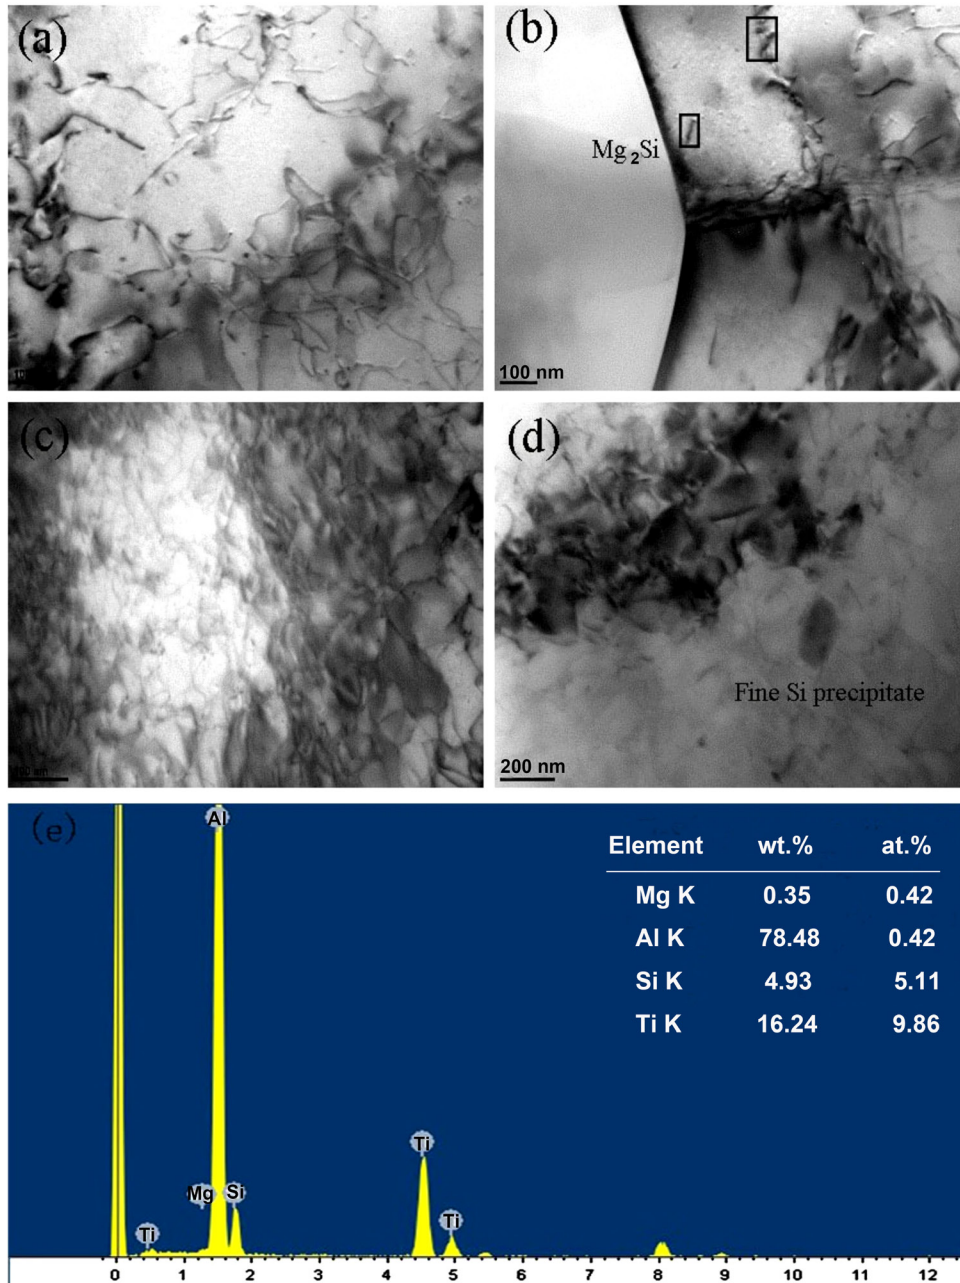 (a)
(b)
Mg2Si
100 nm
(c)
(d)
Fine Si precipitate
200 nm
(e)
Al
Element wt.% at.%
Mg K 0.35 0.42
Al K 78.48 0.42
Si K 4.93 5.11
Ti K 16.24 9.86
Ti
Mg Si
Ti
Ti
0 1 2 3 4 5 6 7 8 9 10 11 12